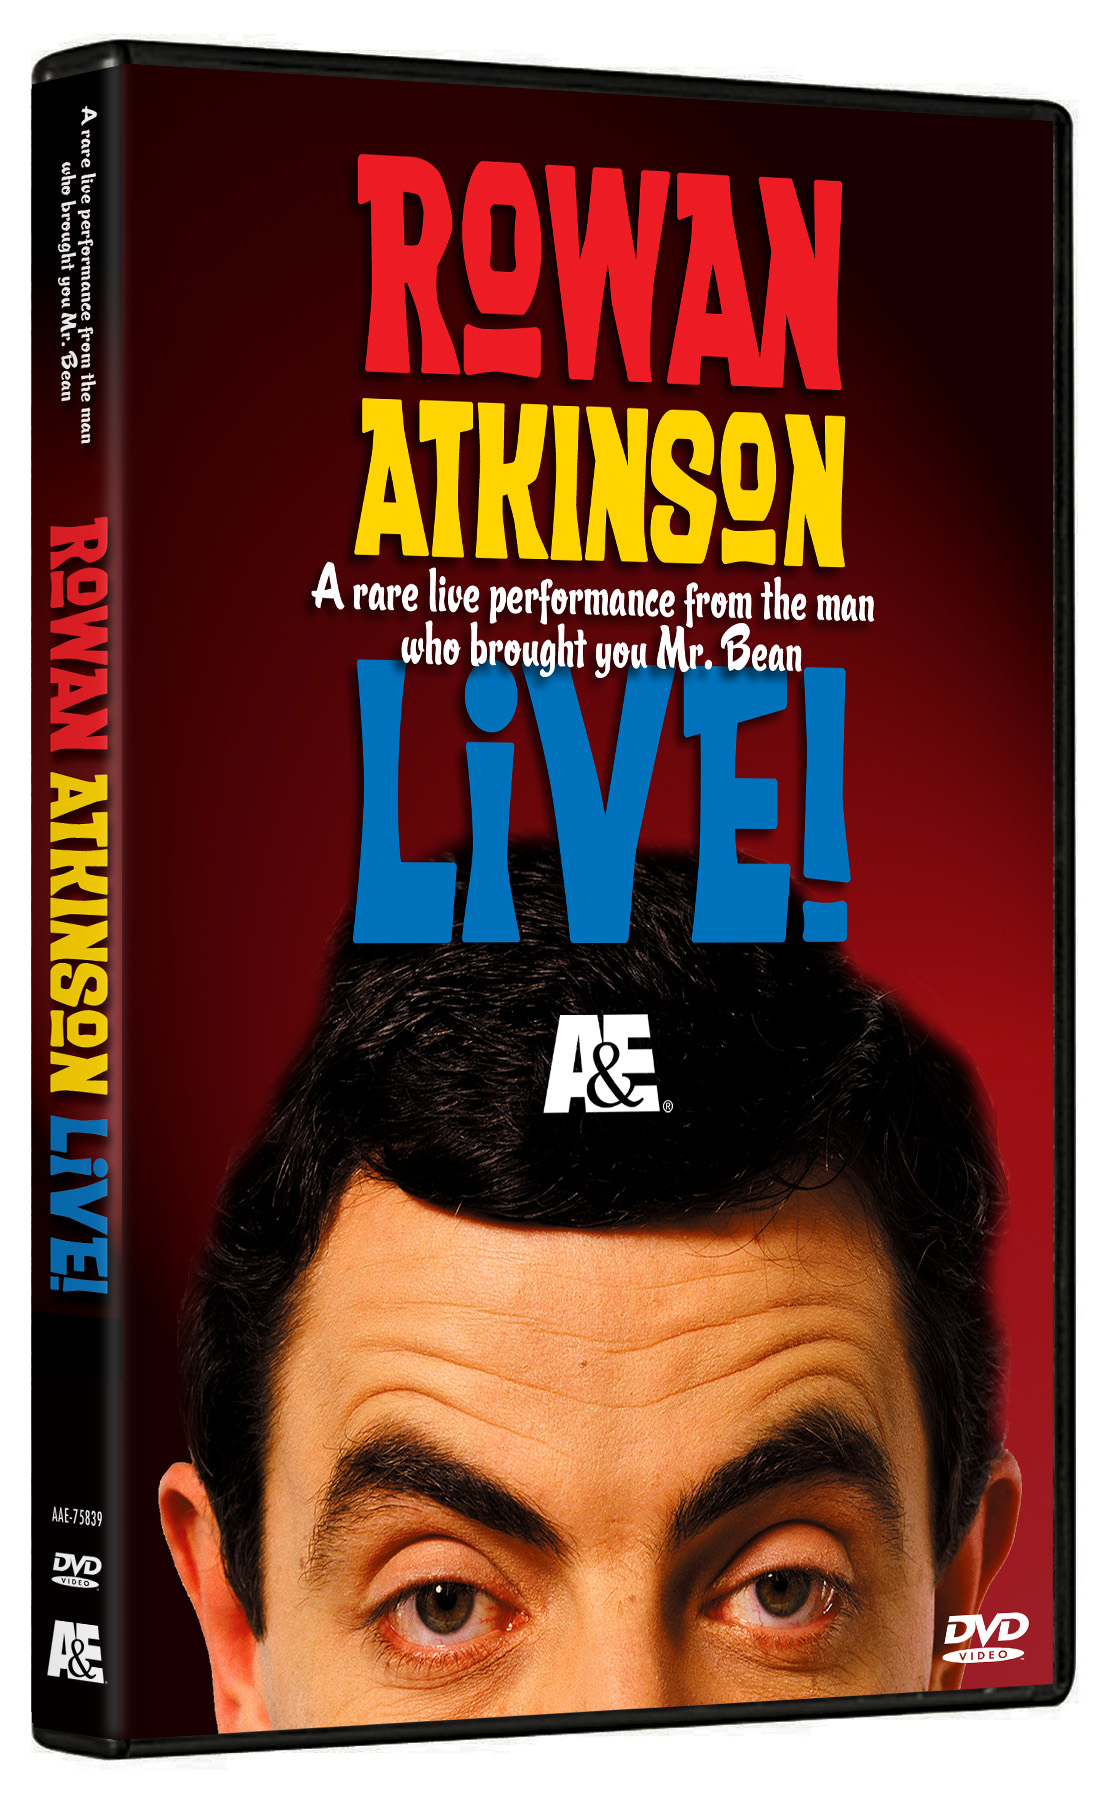 A rare live performance from the man
who brought you Mr. Bean
ROWAN ATKINSON LiVE!
AAE-75839
DVD
VIDEO
A&E
ROWAN
ATKINSON
A rare live performance from the man
who brought you Mr. Bean
LiVE!
A&E®
DVD
VIDEO